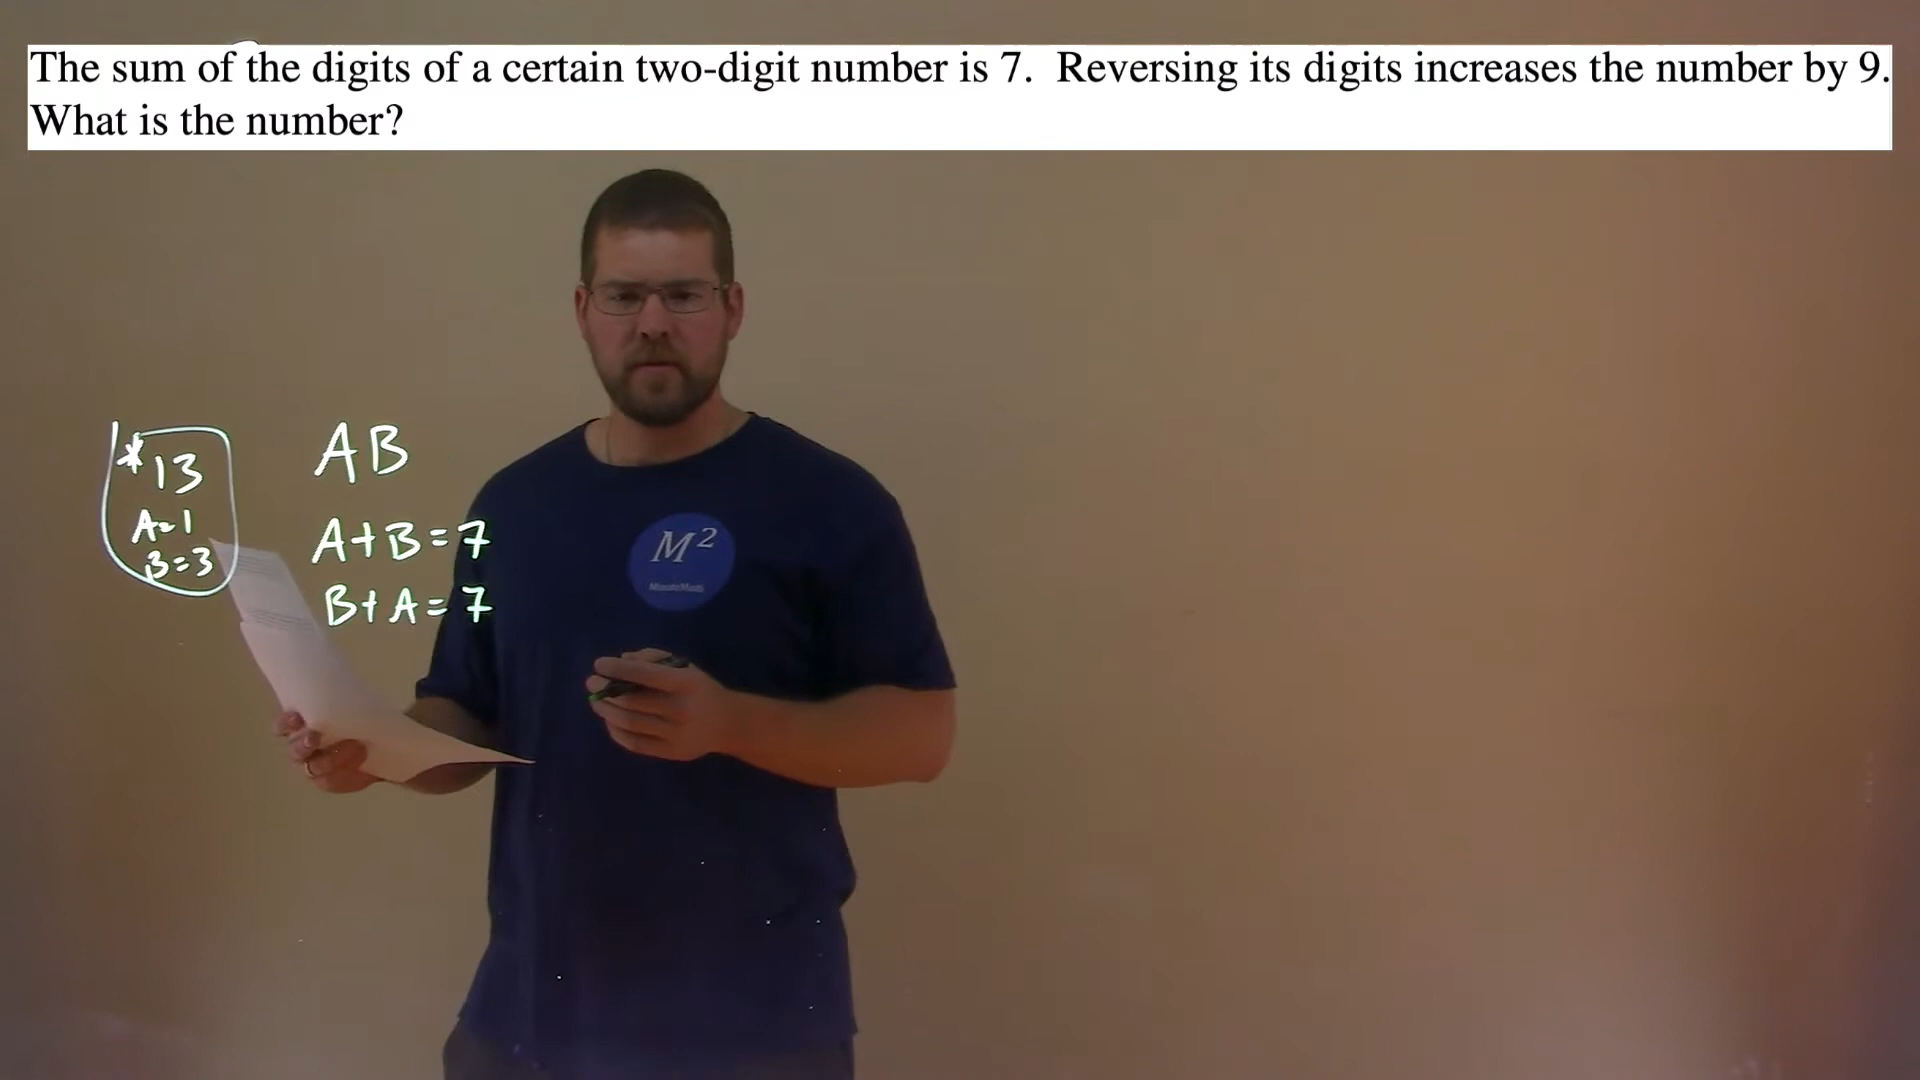 The sum of the digits of a certain two-digit number is 7. Reversing its digits increases the number by 9.
What is the number?
*13
A=1
B=3
AB
A+B=7
B+A=7
M²
MinuteMath